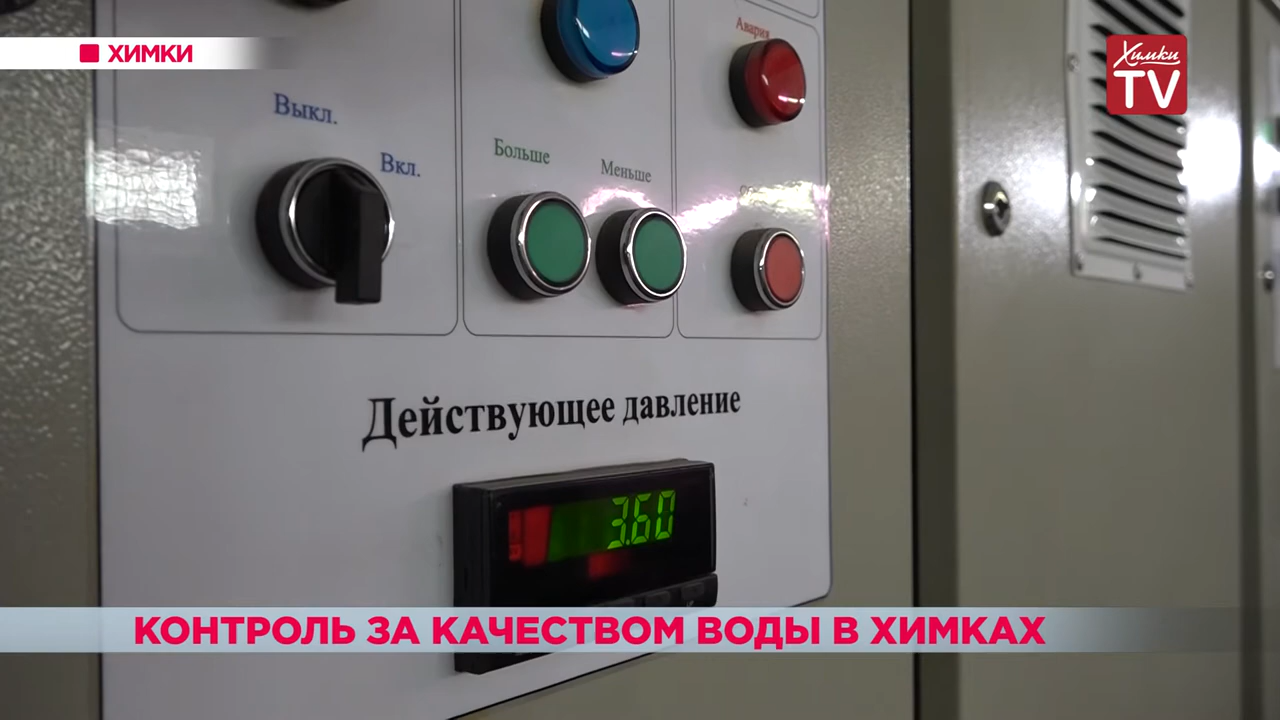 ХИМКИ
Химки
TV
Авария
Выкл.
Вкл.
Больше
Меньше
Действующее давление
3.60
КОНТРОЛЬ ЗА КАЧЕСТВОМ ВОДЫ В ХИМКАХ